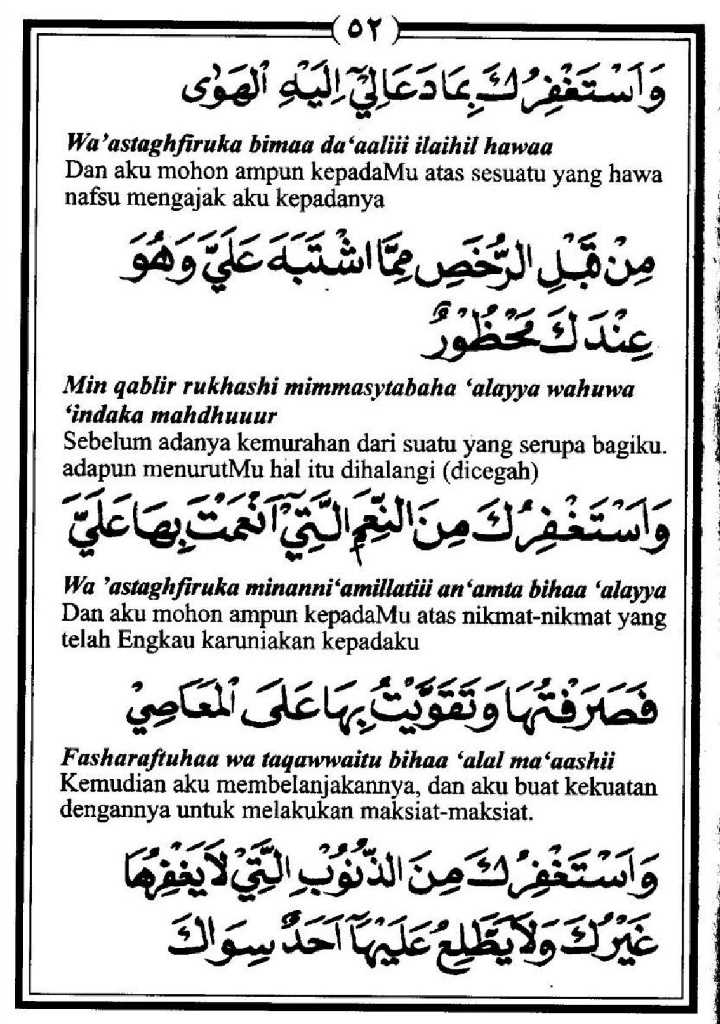 (٥٢)
وَاَسْتَغْفِرُكَ بِمَا دَعَالِيْٓ اِلَيْهِ الْهَوٰى
Wa’astaghfiruka bimaa da‘aaliii ilaihil hawaa
Dan aku mohon ampun kepadaMu atas sesuatu yang hawa
nafsu mengajak aku kepadanya
مِنْ قَبْلِ الرُّخَصِ مِمَّا اشْتَبَهَ عَلَيَّ وَهُوَ
عِنْدَكَ مَحْظُوْرٌ
Min qablir rukhashi mimmasytabaha ‘alayya wahuwa
‘indaka mahdhuuur
Sebelum adanya kemurahan dari suatu yang serupa bagiku.
adapun menurutMu hal itu dihalangi (dicegah)
وَاَسْتَغْفِرُكَ مِنَ النِّعَمِ الَّتِيْٓ اَنْعَمْتَ بِهَا عَلَيَّ
Wa ’astaghfiruka minanni‘amillatiii an‘amta bihaa ‘alayya
Dan aku mohon ampun kepadaMu atas nikmat-nikmat yang
telah Engkau karuniakan kepadaku
فَصَرَفْتُهَا وَتَقَوَّيْتُ بِهَا عَلَى الْمَعَاصِيْ
Fasharaftuhaa wa taqawwaitu bihaa ‘alal ma‘aashii
Kemudian aku membelanjakannya, dan aku buat kekuatan
dengannya untuk melakukan maksiat-maksiat.
وَاَسْتَغْفِرُكَ مِنَ الذُّنُوْبِ الَّتِيْ لَا يَغْفِرُهَا
غَيْرُكَ وَلَا يَطَّلِعُ عَلَيْهَآ اَحَدٌ سِوَاكَ